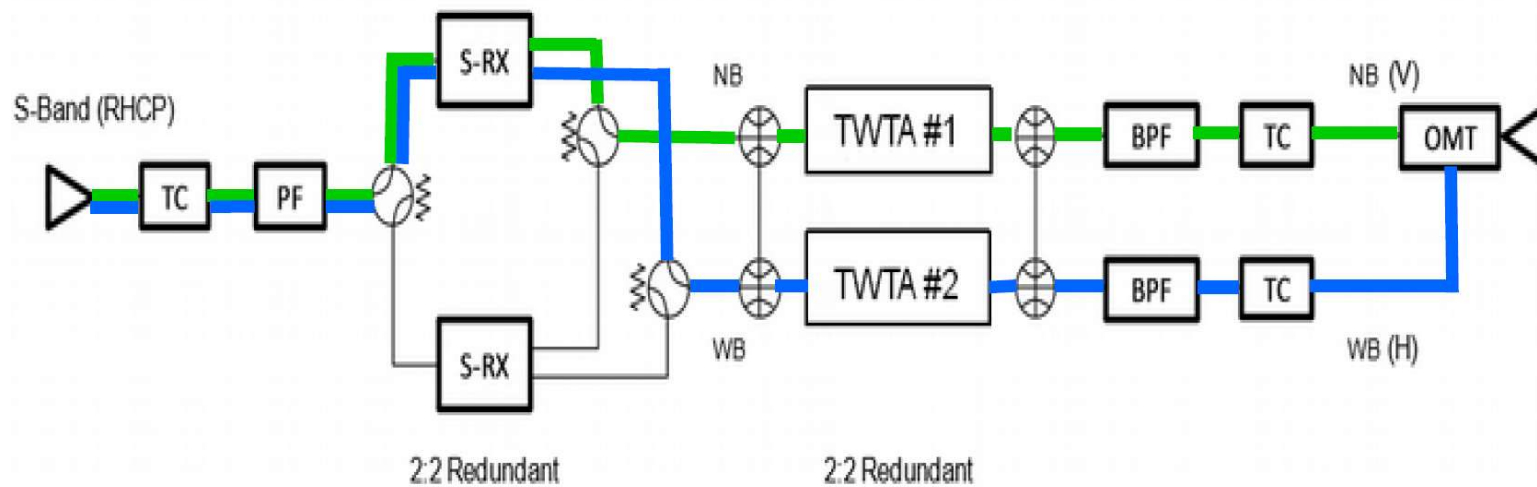 S-Band (RHCP)
TC
PF
S-RX
S-RX
2:2 Redundant
NB
WB
TWTA #1
TWTA #2
2:2 Redundant
BPF
TC
BPF
TC
NB (V)
OMT
WB (H)